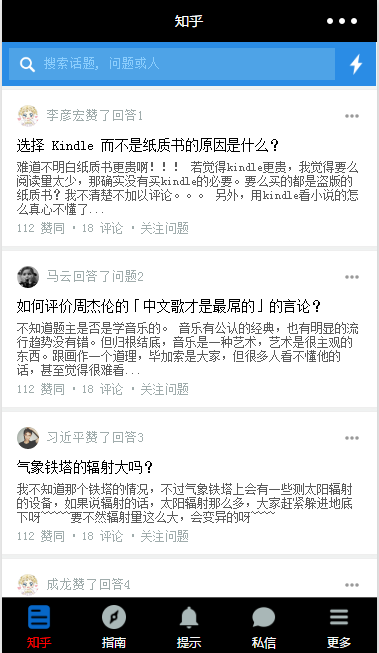 知乎
搜索话题, 问题或人
李彦宏赞了回答1
选择 Kindle 而不是纸质书的原因是什么？
难道不明白纸质书更贵啊！！！ 若觉得kindle更贵，我觉得要么
阅读量太少，那确实没有买kindle的必要。要么买的都是盗版的
纸质书？我不清楚不加以评论。。。 另外，用kindle看小说的怎
么真心不懂了...
112 赞同 · 18 评论 · 关注问题
马云回答了问题2
如何评价周杰伦的「中文歌才是最屌的」的言论？
不知道题主是否是学音乐的。 音乐有公认的经典，也有明显的流
行趋势没有错。但归根结底，音乐是一种艺术，艺术是很主观的
东西。跟画作一个道理，毕加索是大家，但很多人看不懂他的
话，甚至觉得很难看...
112 赞同 · 18 评论 · 关注问题
习近平赞了回答3
气象铁塔的辐射大吗？
我不知道那个铁塔的情况，不过气象铁塔上会有一些测太阳辐射
的设备，如果说辐射的话，太阳辐射那么多，大家赶紧躲进地底
下呀~~~~~要不然辐射量这么大，会变异的呀~~~~
112 赞同 · 18 评论 · 关注问题
成龙赞了回答4
知乎 指南 提示 私信 更多